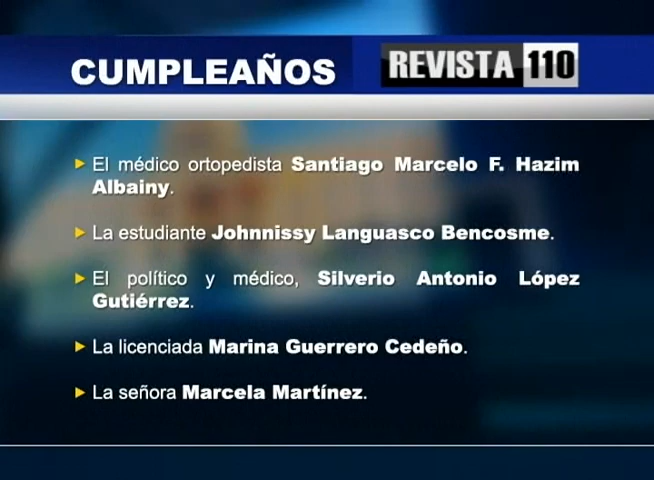 CUMPLEAÑOS
REVISTA 110
El médico ortopedista Santiago Marcelo F. Hazim
Albainy.
La estudiante Johnnissy Languasco Bencosme.
El político y médico, Silverio Antonio López
Gutiérrez.
La licenciada Marina Guerrero Cedeño.
La señora Marcela Martínez.